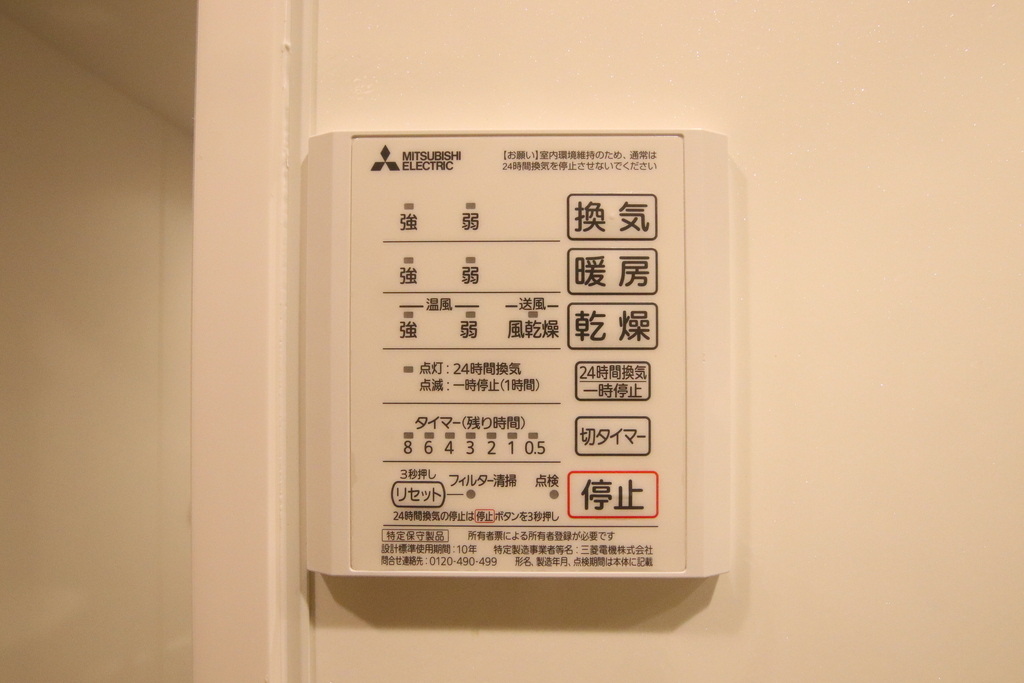 MITSUBISHI
ELECTRIC
【お願い】室内環境維持のため、通常は
24時間換気を停止させないでください
強 弱 換気
強 弱 暖房
温風 送風
強 弱 風乾燥 乾燥
点灯：24時間換気
点滅：一時停止(1時間)
24時間換気
一時停止
タイマー(残り時間)
8 6 4 3 2 1 0.5
切タイマー
3秒押し
リセット フィルター清掃 点検
停止
24時間換気の停止は停止ボタンを3秒押し
特定保守製品 所有者票による所有者登録が必要です
設計標準使用期間：10年 特定製造事業者等名：三菱電機株式会社
問合せ連絡先：0120-490-499 形名、製造年月、点検期間は本体に記載